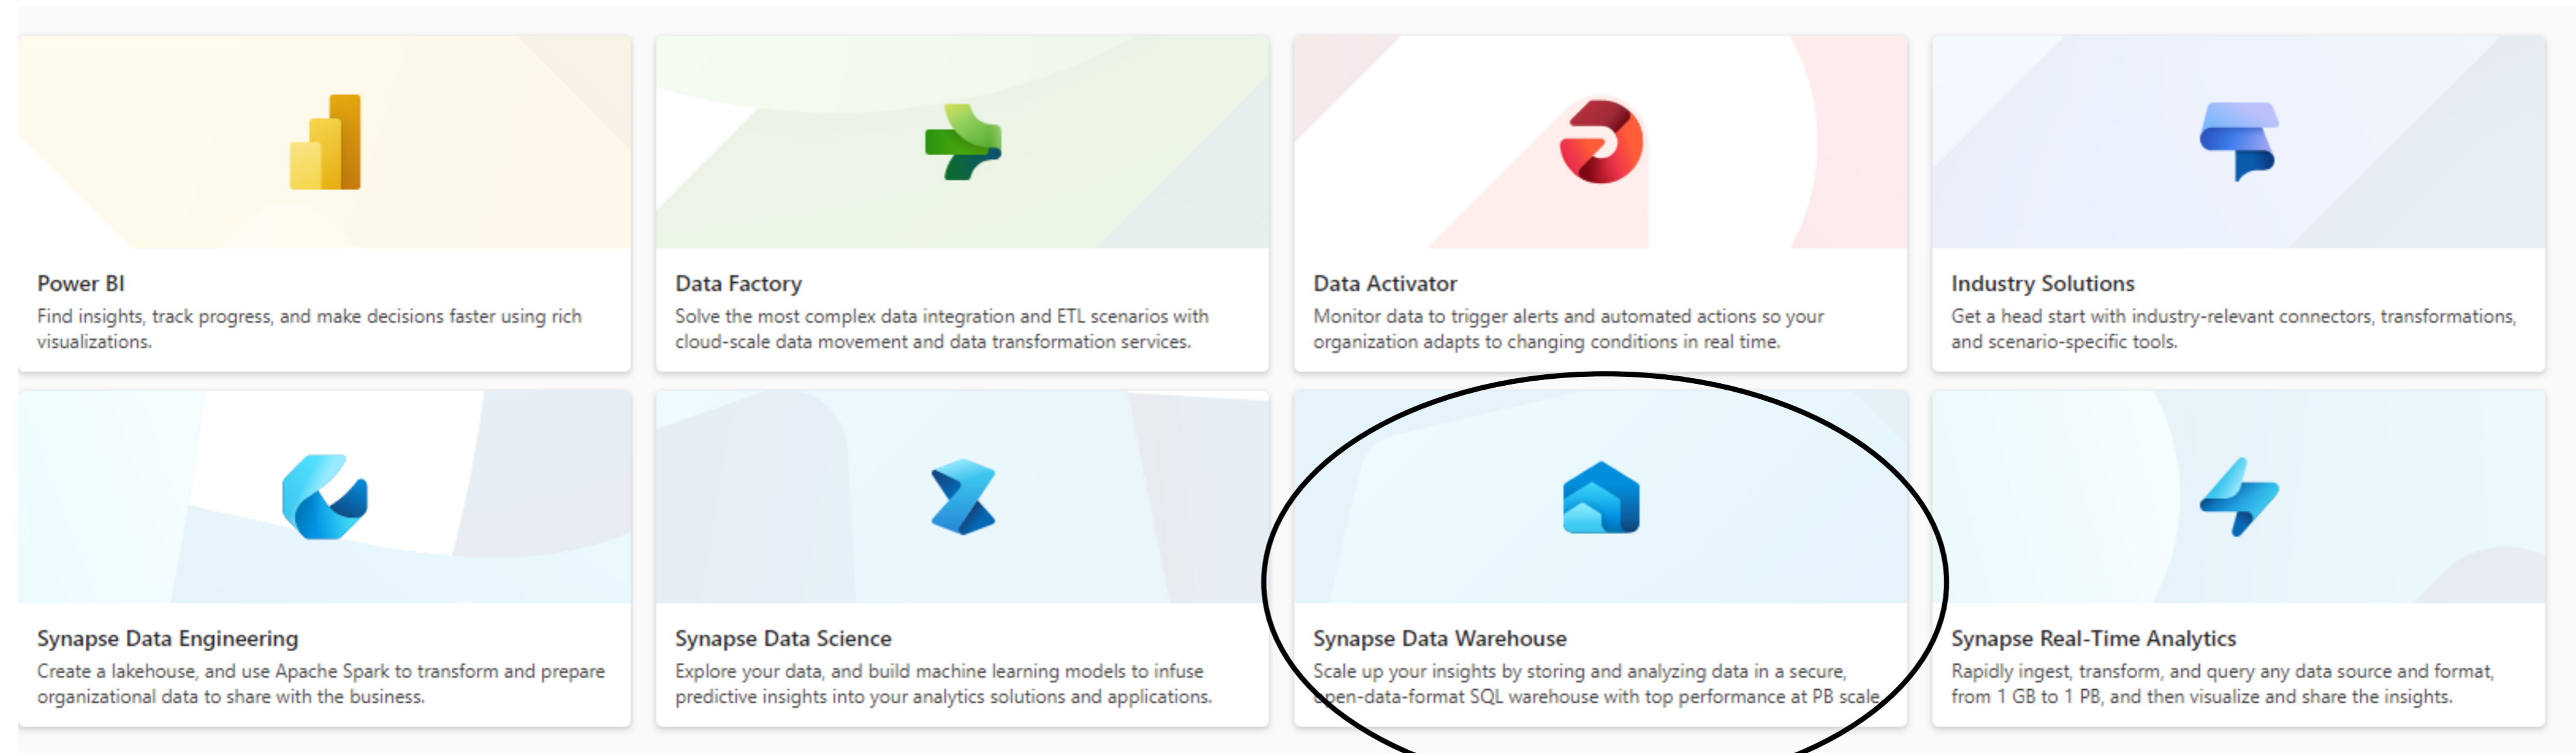 Power BI
Find insights, track progress, and make decisions faster using rich
visualizations.
Data Factory
Solve the most complex data integration and ETL scenarios with
cloud-scale data movement and data transformation services.
Data Activator
Monitor data to trigger alerts and automated actions so your
organization adapts to changing conditions in real time.
Industry Solutions
Get a head start with industry-relevant connectors, transformations,
and scenario-specific tools.
Synapse Data Engineering
Create a lakehouse, and use Apache Spark to transform and prepare
organizational data to share with the business.
Synapse Data Science
Explore your data, and build machine learning models to infuse
predictive insights into your analytics solutions and applications.
Synapse Data Warehouse
Scale up your insights by storing and analyzing data in a secure,
open-data-format SQL warehouse with top performance at PB scale.
Synapse Real-Time Analytics
Rapidly ingest, transform, and query any data source and format,
from 1 GB to 1 PB, and then visualize and share the insights.